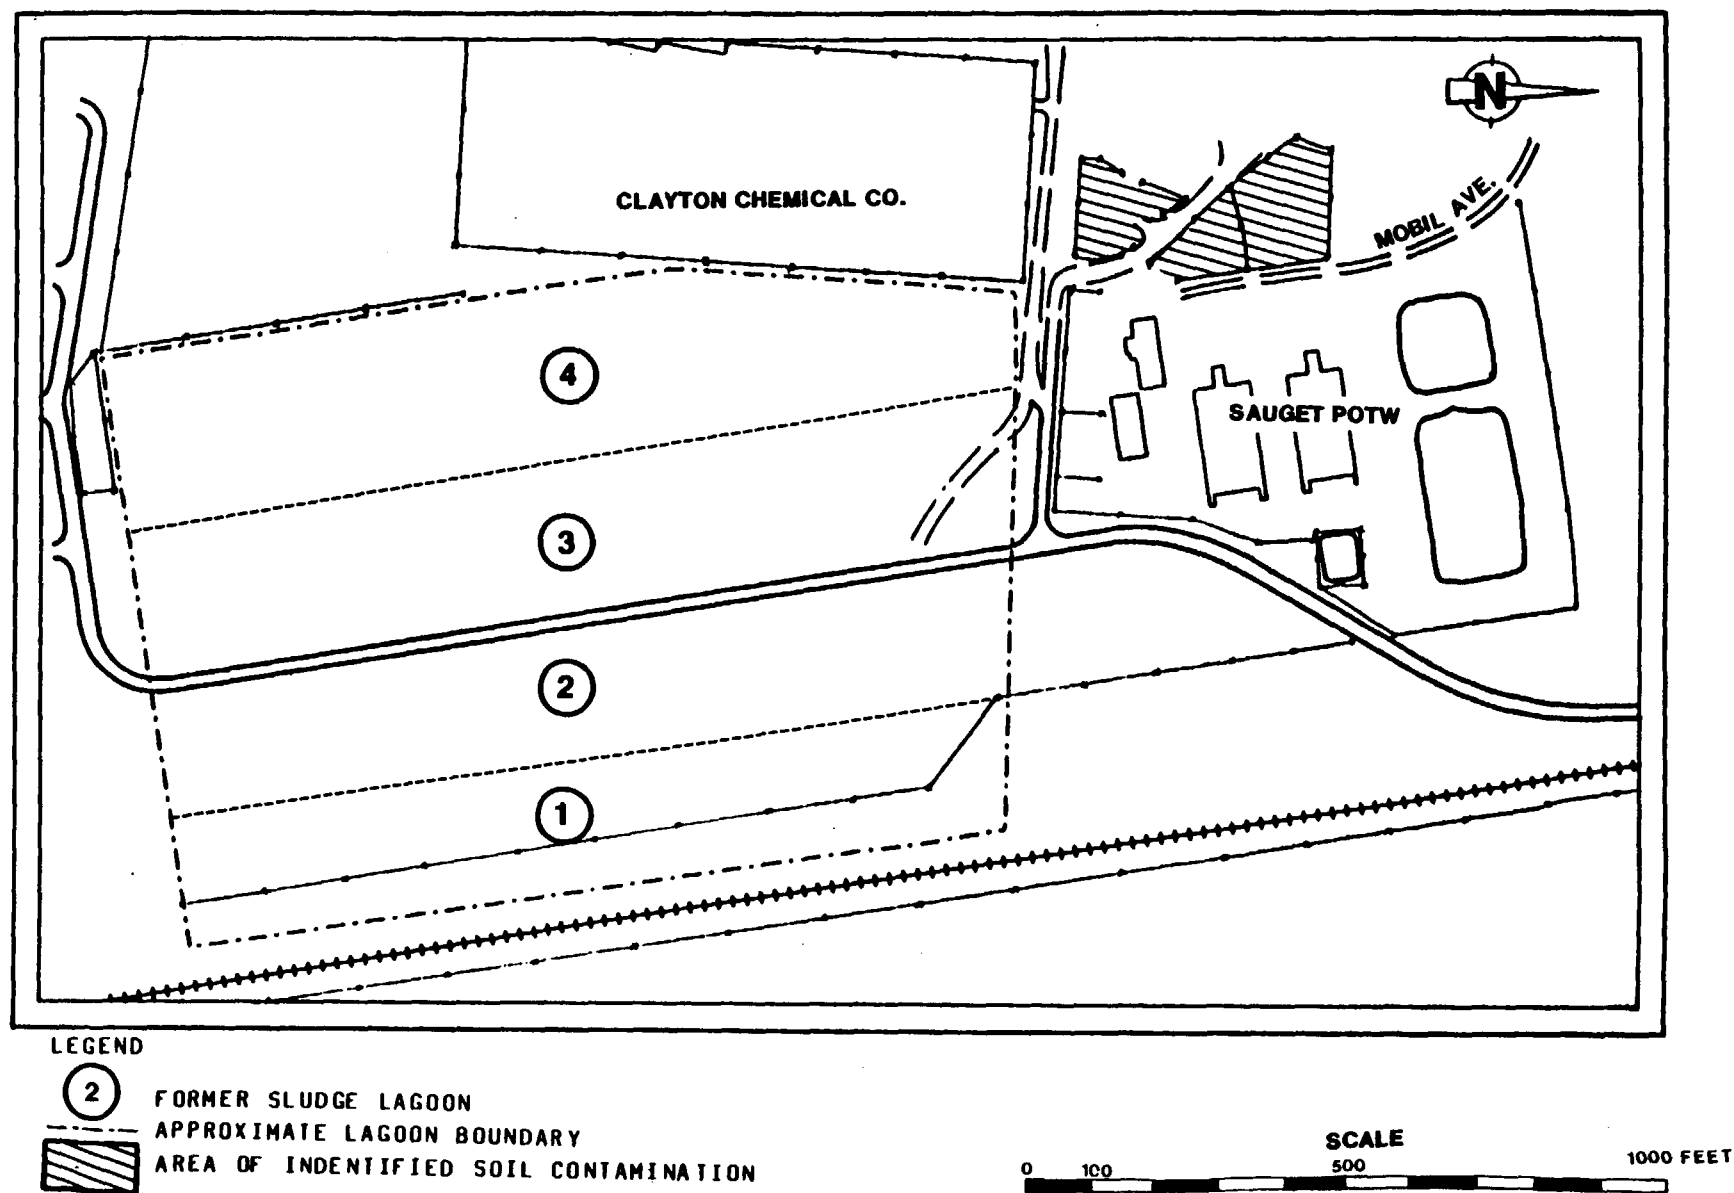 N
CLAYTON CHEMICAL CO.
MOBIL AVE.
4
SAUGET POTW
3
2
1
LEGEND
2 FORMER SLUDGE LAGOON
APPROXIMATE LAGOON BOUNDARY
AREA OF INDENTIFIED SOIL CONTAMINATION
SCALE
0 100 500 1000 FEET